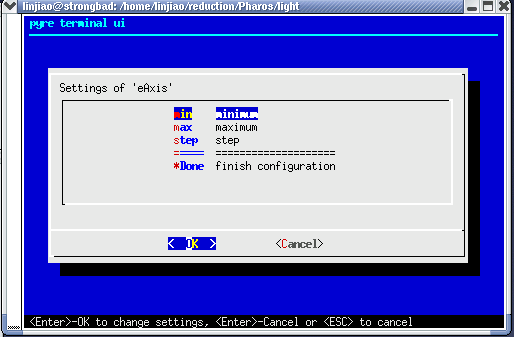 linjiao@strongbad: /home/linjiao/reduction/Pharos/light
pyre terminal ui
Settings of 'eAxis'
min minimum
max maximum
step step
===== ====================
*Done finish configuration
< OK > <Cancel>
<Enter>-OK to change settings, <Enter>-Cancel or <ESC> to cancel